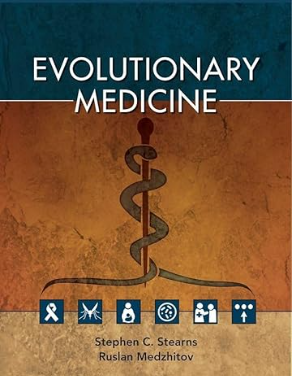 EVOLUTIONARY
MEDICINE
Stephen C. Stearns
Ruslan Medzhitov